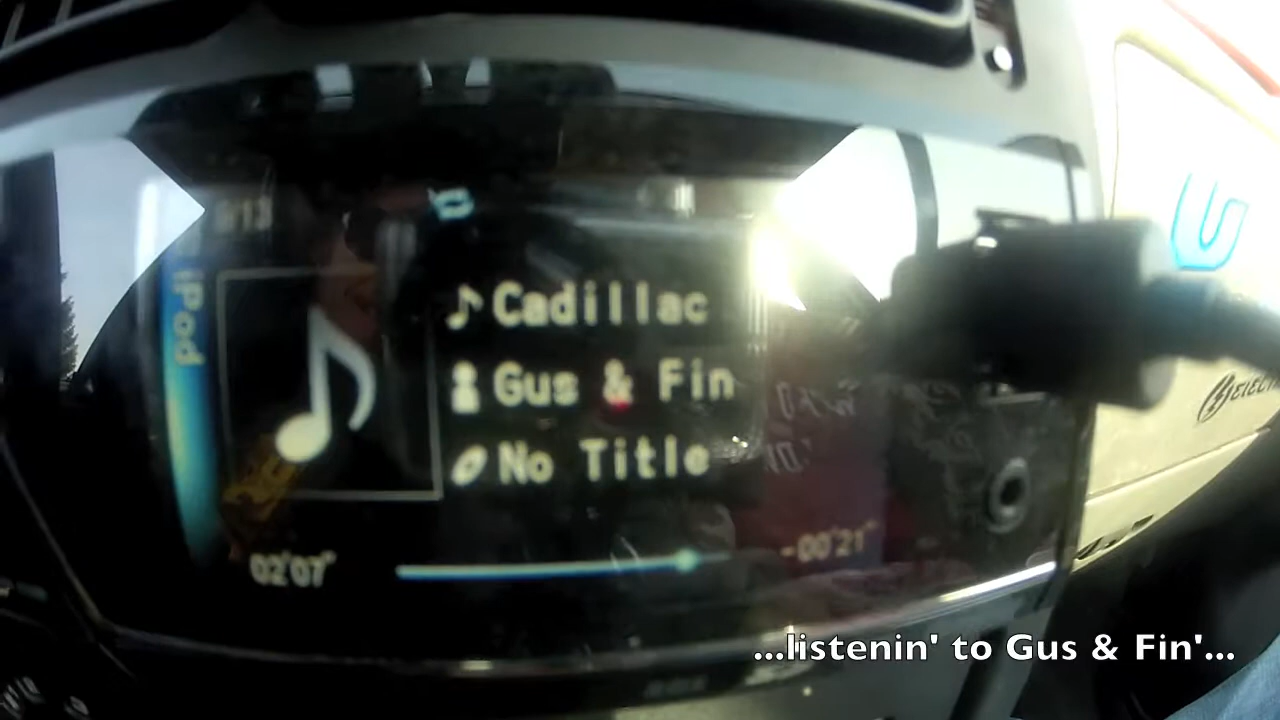 iPod
Cadillac
Gus & Fin
No Title
02'07"
-00'21"
...listenin' to Gus & Fin'...